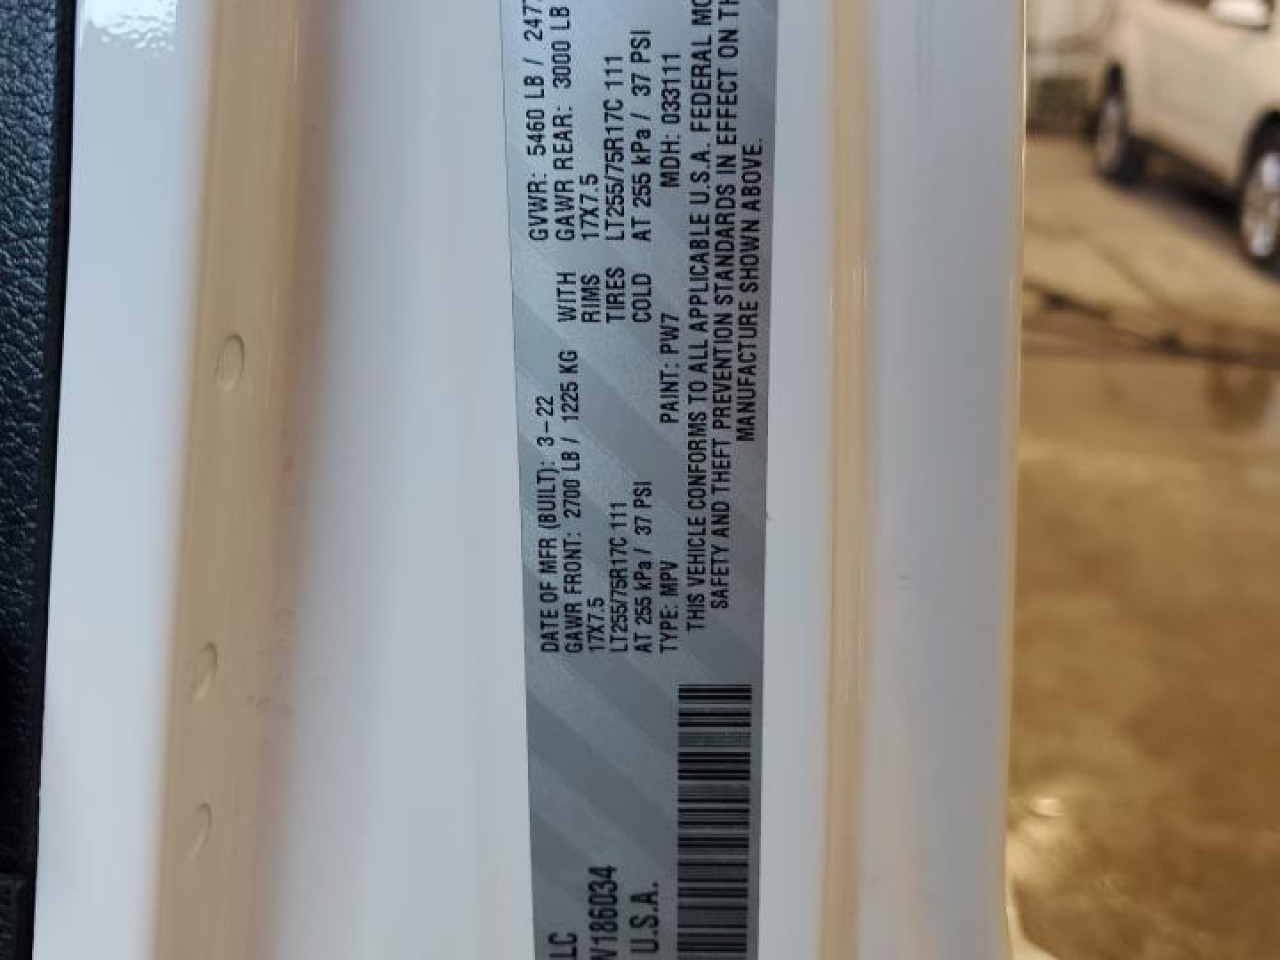 LC
W186034
U.S.A.
DATE OF MFR (BUILT): 3-22 GVWR: 5460 LB /
GAWR FRONT: 2700 LB / 1225 KG WITH GAWR REAR: 3000 LB
17X7.5 RIMS 17X7.5
LT255/75R17C 111 TIRES LT255/75R17C 111
AT 255 kPa / 37 PSI COLD AT 255 kPa / 37 PSI
TYPE: MPV PAINT: PW7 MDH: 033111
THIS VEHICLE CONFORMS TO ALL APPLICABLE U.S.A. FEDERAL MO
SAFETY AND THEFT PREVENTION STANDARDS IN EFFECT ON TH
MANUFACTURE SHOWN ABOVE.